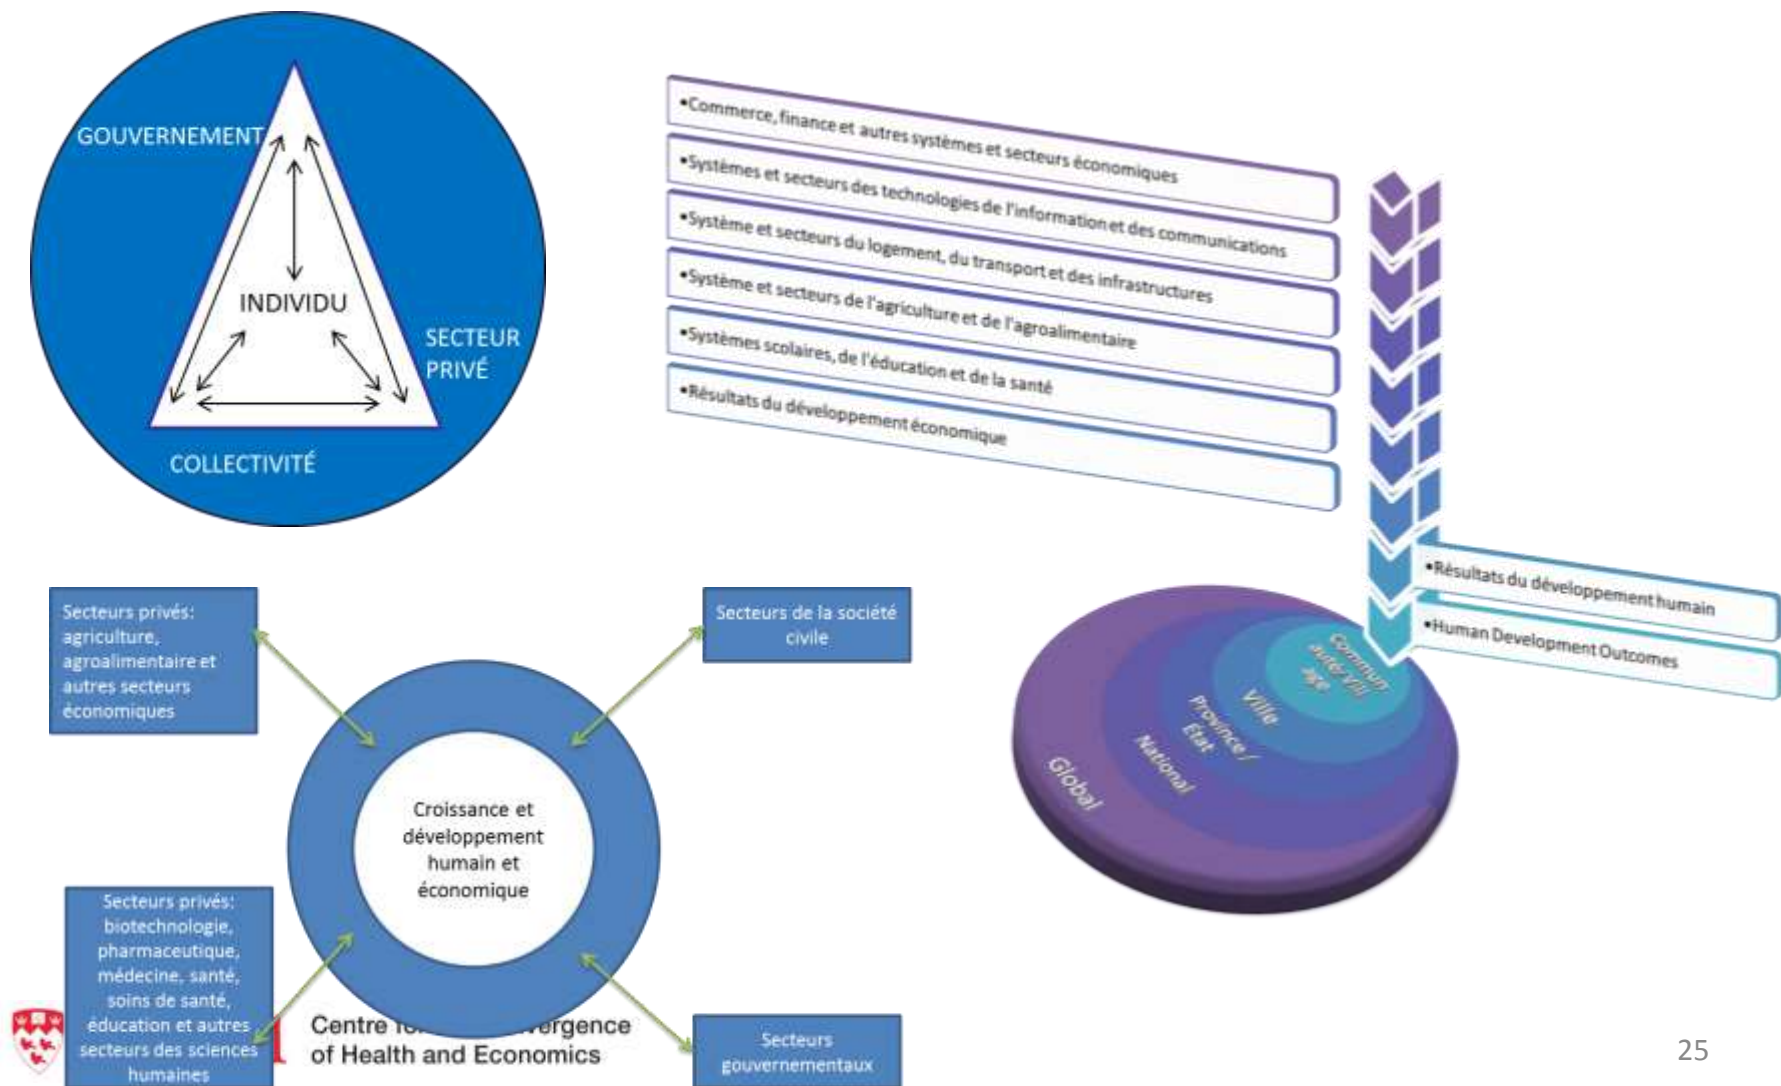 GOUVERNEMENT
INDIVIDU
SECTEUR
PRIVÉ
COLLECTIVITÉ
•Commerce, finance et autres systèmes et secteurs économiques
•Systèmes et secteurs des technologies de l'information et des communications
•Système et secteurs du logement, du transport et des infrastructures
•Système et secteurs de l'agriculture et de l'agroalimentaire
•Systèmes scolaires, de l'éducation et de la santé
•Résultats du développement économique
•Résultats du développement humain
•Human Development Outcomes
Commun
auté/ Vill
age
Ville
Province /
État
National
Global
Secteurs privés:
agriculture,
agroalimentaire et
autres secteurs
économiques
Secteurs de la société
civile
Croissance et
développement
humain et
économique
Secteurs privés:
biotechnologie,
pharmaceutique,
médecine, santé,
soins de santé,
éducation et autres
secteurs des sciences
humaines
Secteurs
gouvernementaux
Centre
of Health and Economics
25